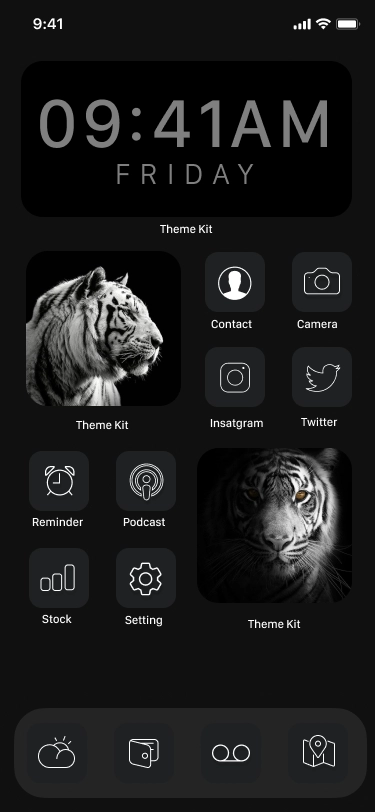 9:41
09:41AM
FRIDAY
Theme Kit
Contact
Camera
Theme Kit
Insatgram
Twitter
Reminder
Podcast
Stock
Setting
Theme Kit